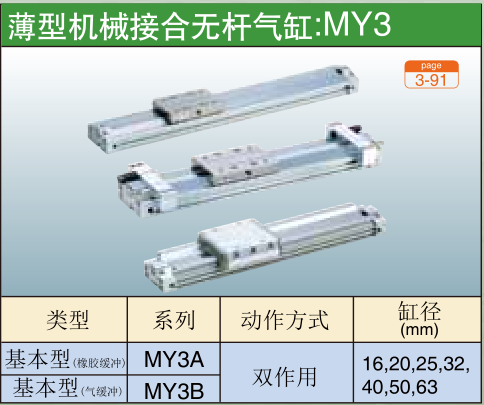 薄型机械接合无杆气缸:MY3
page
3-91
类型 系列 动作方式 缸径
(mm)
基本型(橡胶缓冲) MY3A 双作用 16,20,25,32,
基本型(气缓冲) MY3B 40,50,63